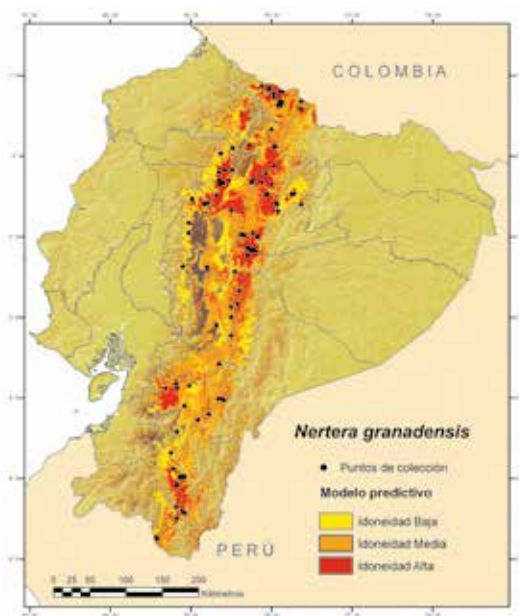 COLOMBIA
Nertera granadensis
Puntos de colección
Modelo predictivo
Idoneidad Baja
Idoneidad Media
Idoneidad Alta
PERÚ
0 25 50 100 150 200
Kilometros